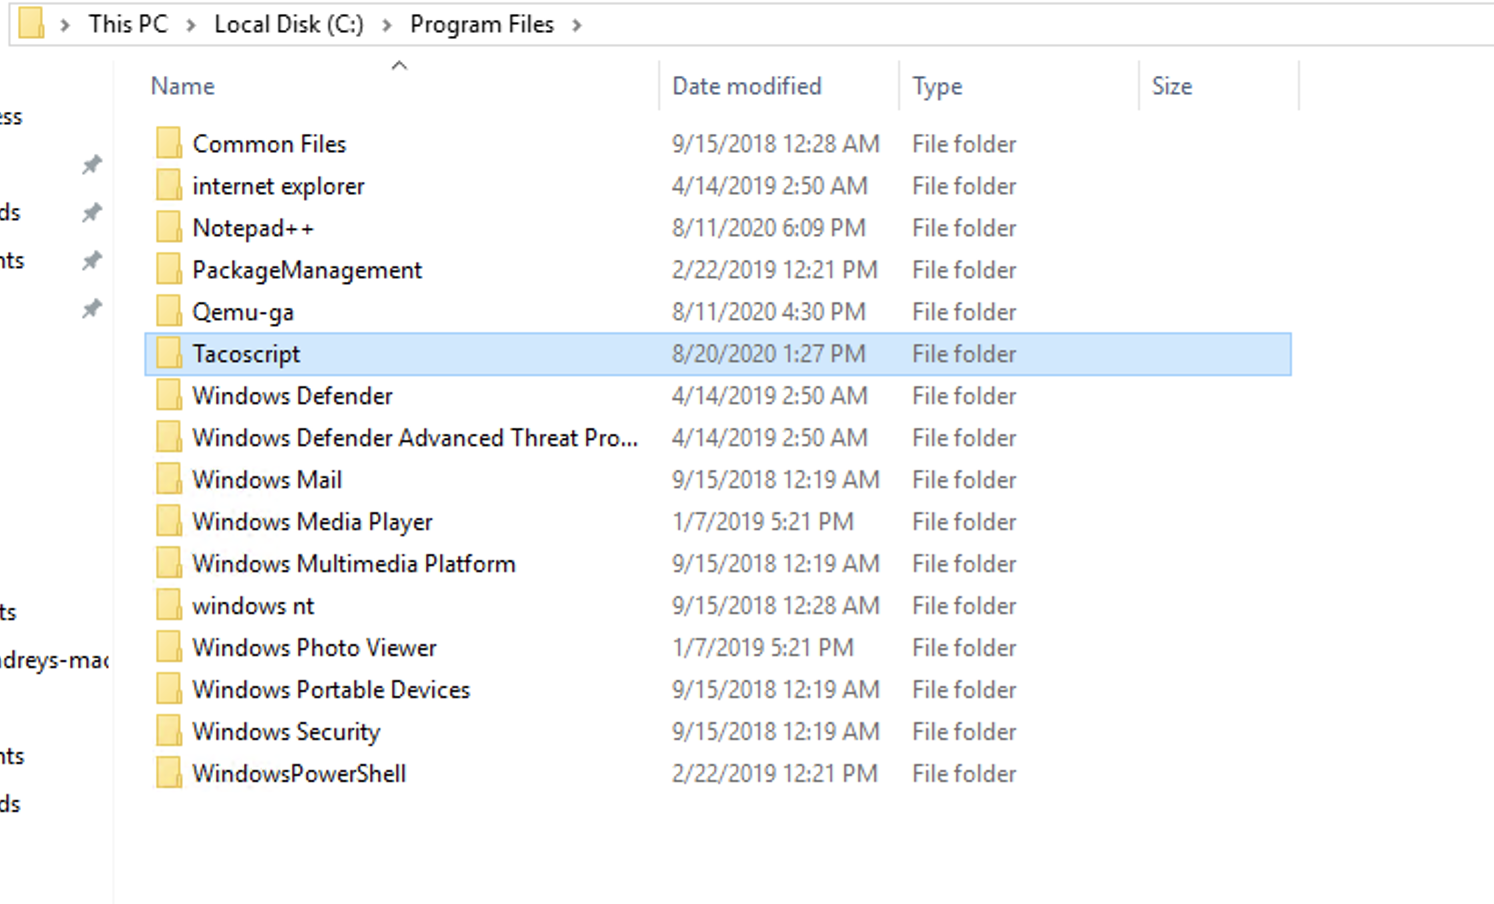 This PC > Local Disk (C:) > Program Files >
Name Date modified Type Size
ess
Common Files 9/15/2018 12:28 AM File folder
internet explorer 4/14/2019 2:50 AM File folder
ds Notepad++ 8/11/2020 6:09 PM File folder
nts PackageManagement 2/22/2019 12:21 PM File folder
Qemu-ga 8/11/2020 4:30 PM File folder
Tacoscript 8/20/2020 1:27 PM File folder
Windows Defender 4/14/2019 2:50 AM File folder
Windows Defender Advanced Threat Pro... 4/14/2019 2:50 AM File folder
Windows Mail 9/15/2018 12:19 AM File folder
Windows Media Player 1/7/2019 5:21 PM File folder
Windows Multimedia Platform 9/15/2018 12:19 AM File folder
ts windows nt 9/15/2018 12:28 AM File folder
dreys-mac Windows Photo Viewer 1/7/2019 5:21 PM File folder
Windows Portable Devices 9/15/2018 12:19 AM File folder
Windows Security 9/15/2018 12:19 AM File folder
nts WindowsPowerShell 2/22/2019 12:21 PM File folder
ds